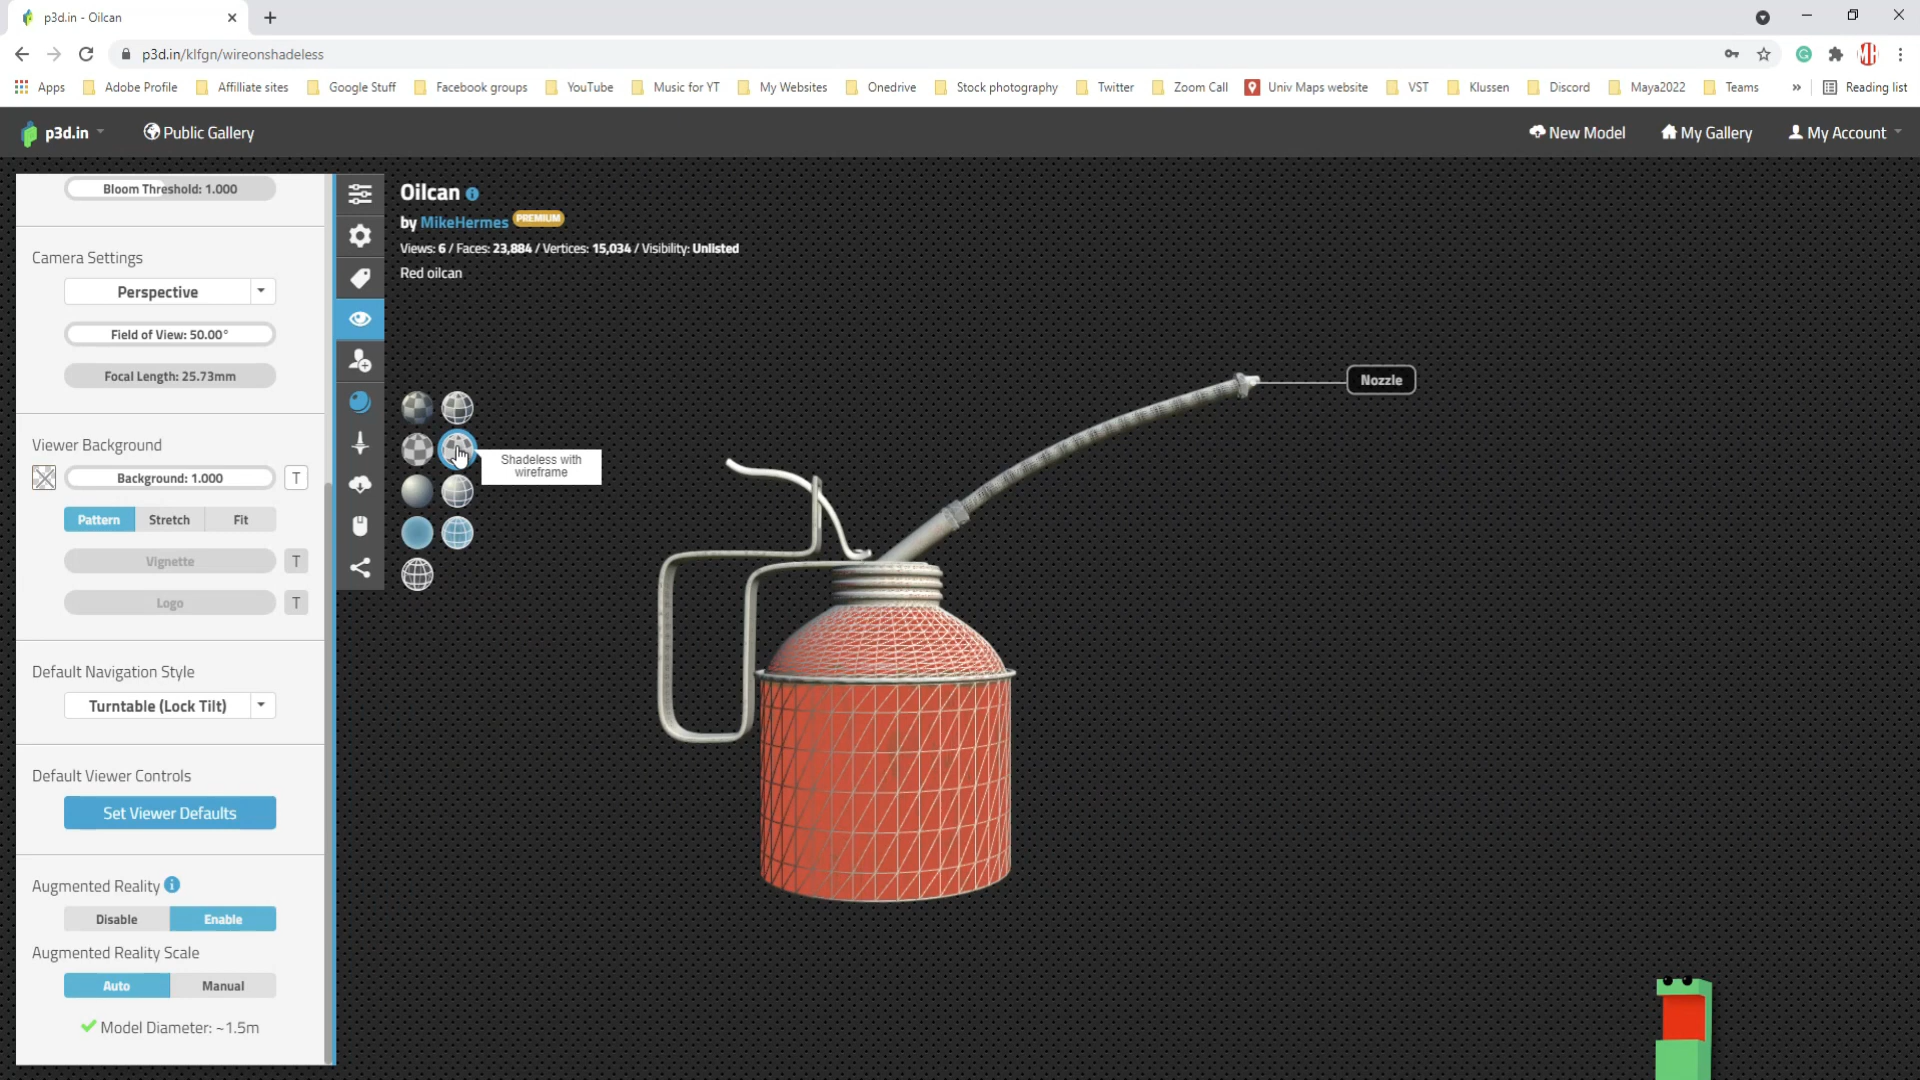 p3d.in - Oilcan
p3d.in/klfgn/wireonshadeless
Apps Adobe Profile Affilliate sites Google Stuff Facebook groups YouTube Music for YT My Websites Onedrive Stock photography Twitter Zoom Call Univ Maps website VST Klussen Discord Maya2022 Teams » Reading list
p3d.in Public Gallery New Model My Gallery My Account
Bloom Threshold: 1.000
Oilcan
by MikeHermes PREMIUM
Views: 6 / Faces: 23,884 / Vertices: 15,034 / Visibility: Unlisted
Red oilcan
Camera Settings
Perspective
Field of View: 50.00°
Focal Length: 25.73mm
Nozzle
Shadeless with
wireframe
Viewer Background
Background: 1.000 T
Pattern Stretch Fit
Vignette T
Logo T
Default Navigation Style
Turntable (Lock Tilt)
Default Viewer Controls
Set Viewer Defaults
Augmented Reality
Disable Enable
Augmented Reality Scale
Auto Manual
Model Diameter: ~1.5m